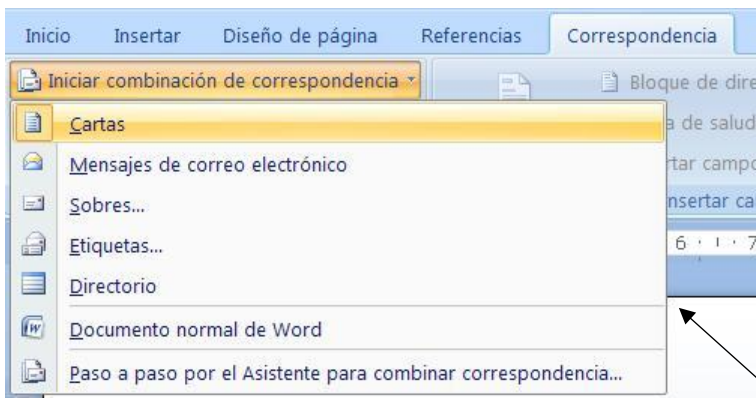 Inicio Insertar Diseño de página Referencias Correspondencia
Iniciar combinación de correspondencia
Bloque de dire
Cartas
a de salud
Mensajes de correo electrónico
rtar campo
Sobres...
nsertar ca
Etiquetas...
6 7
Directorio
Documento normal de Word
Paso a paso por el Asistente para combinar correspondencia...